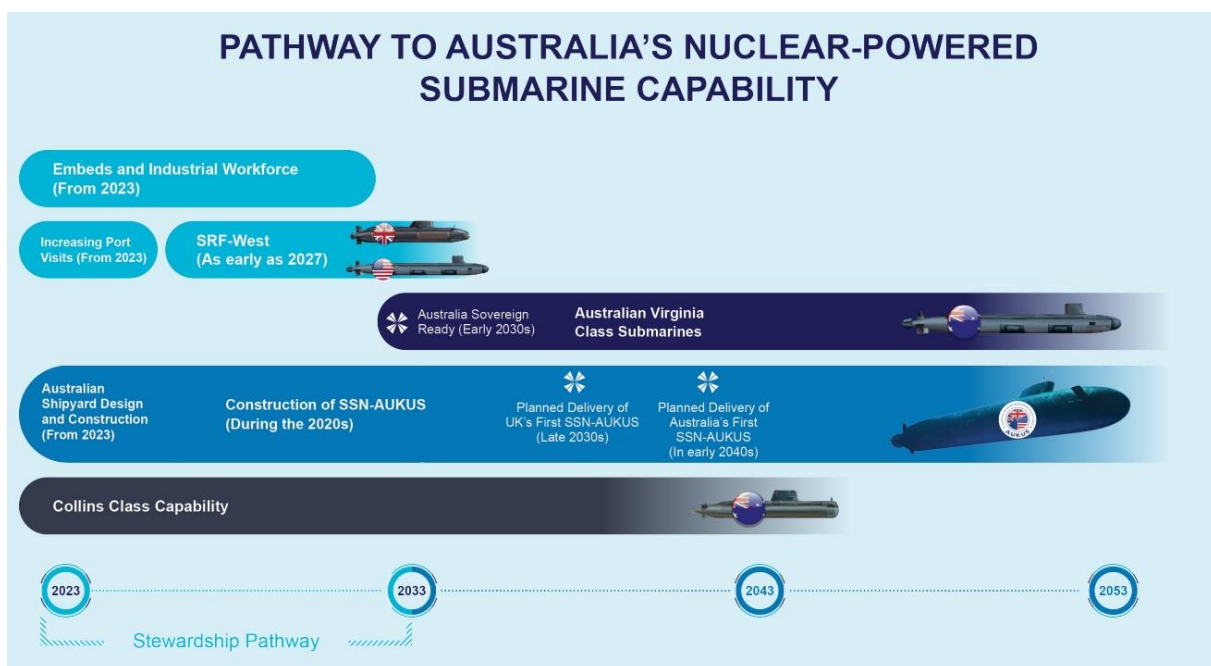 PATHWAY TO AUSTRALIA'S NUCLEAR-POWERED
SUBMARINE CAPABILITY
Embeds and Industrial Workforce
(From 2023)
Increasing Port
Visits (From 2023)
SRF-West
(As early as 2027)
Australia Sovereign
Ready (Early 2030s)
Australian Virginia
Class Submarines
Australian
Shipyard Design
and Construction
(From 2023)
Construction of SSN-AUKUS
(During the 2020s)
Planned Delivery of
UK's First SSN-AUKUS
(Late 2030s)
Planned Delivery of
Australia's First
SSN-AUKUS
(In early 2040s)
AUKUS
Collins Class Capability
2023
2033
2043
2053
Stewardship Pathway